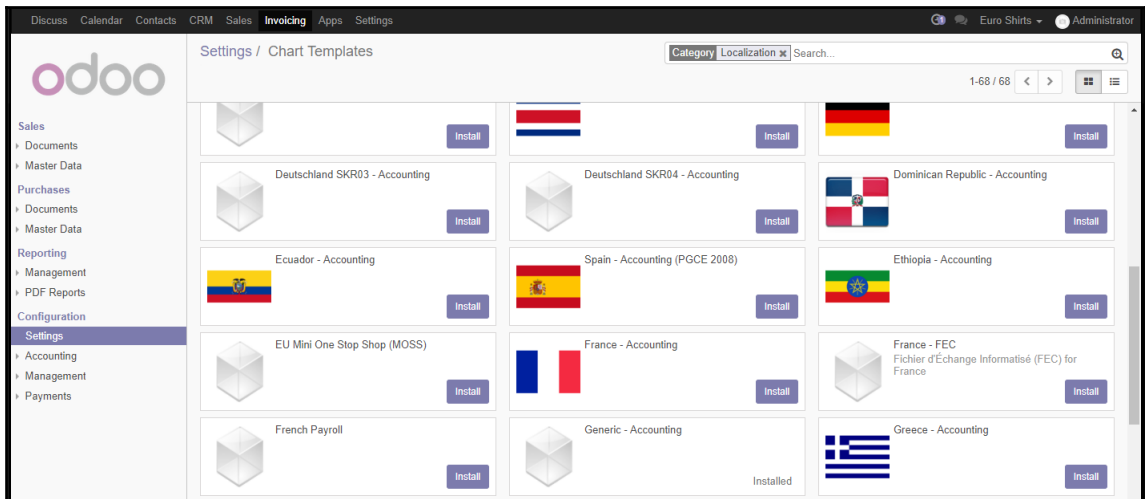 Discuss Calendar Contacts CRM Sales Invoicing Apps Settings Euro Shirts Administrator
odoo
Settings / Chart Templates
Category Localization x Search...
1-68 / 68
Sales
Documents
Master Data
Purchases
Documents
Master Data
Reporting
Management
PDF Reports
Configuration
Settings
Accounting
Management
Payments
Install Install Install
Deutschland SKR03 - Accounting
Install
Deutschland SKR04 - Accounting
Install
Dominican Republic - Accounting
Install
Ecuador - Accounting
Install
Spain - Accounting (PGCE 2008)
Install
Ethiopia - Accounting
Install
EU Mini One Stop Shop (MOSS)
Install
France - Accounting
Install
France - FEC
Fichier d'Échange Informatisé (FEC) for
France
Install
French Payroll
Install
Generic - Accounting
Installed
Greece - Accounting
Install